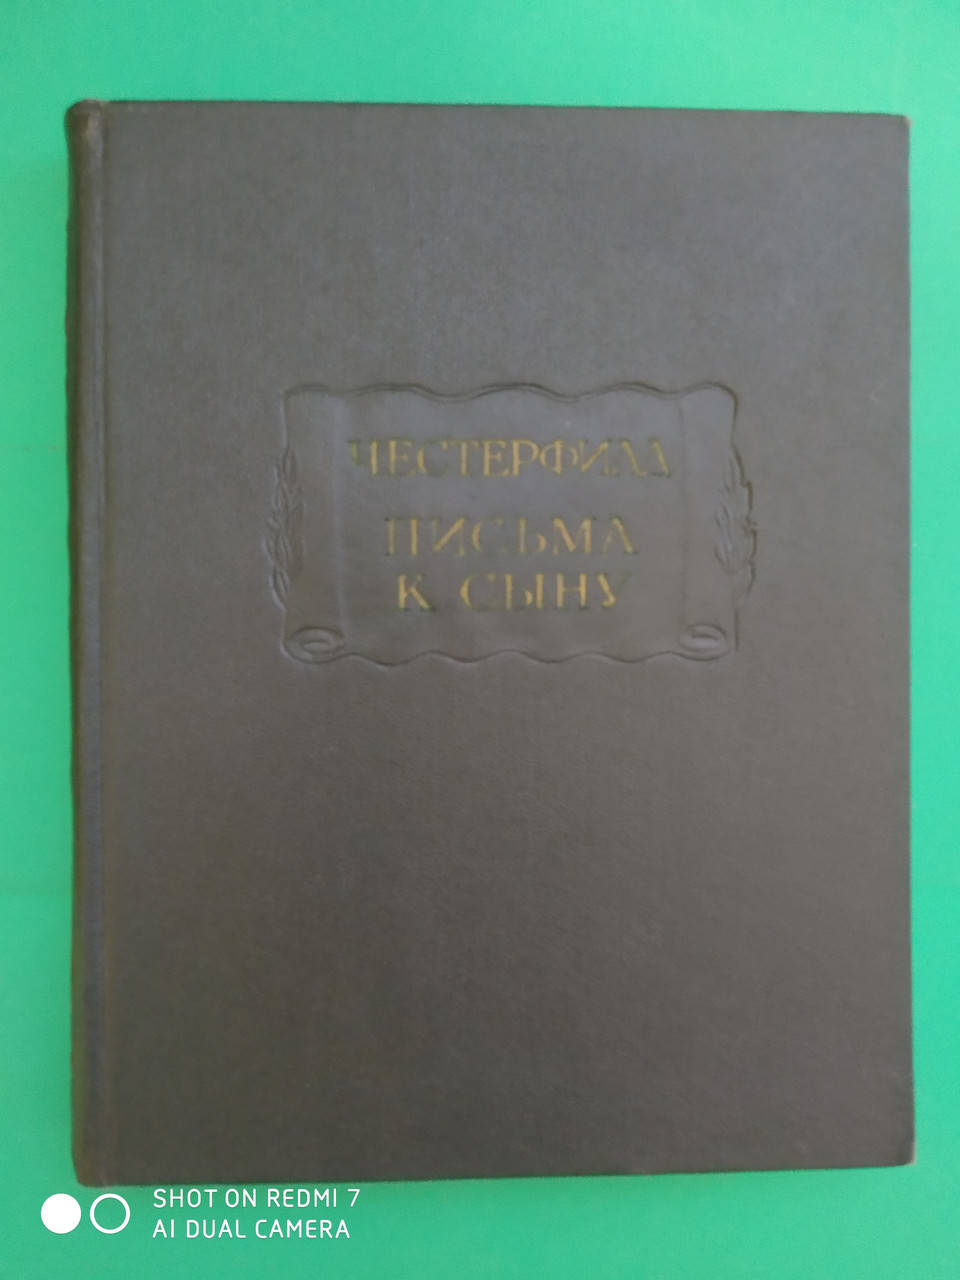 ЧЕСТЕРФИЛД
ПИСЬМА
К СЫНУ
SHOT ON REDMI 7
AI DUAL CAMERA